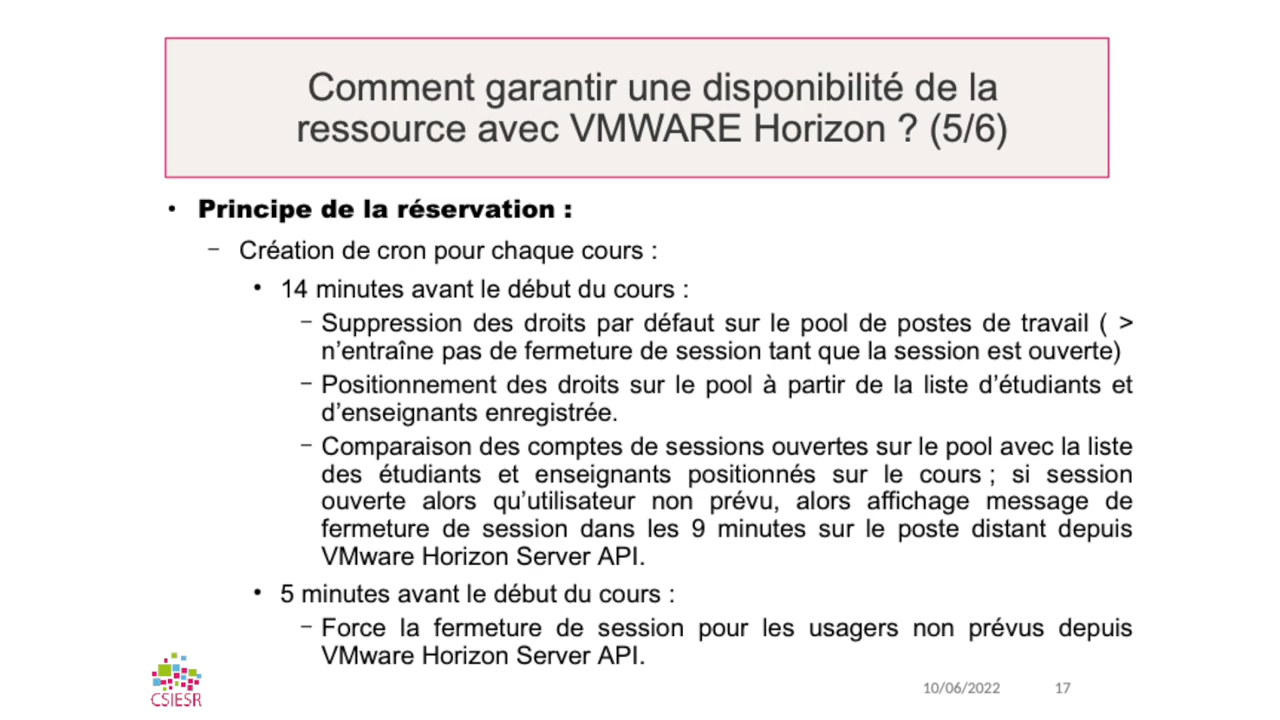 Comment garantir une disponibilité de la
ressource avec VMWARE Horizon ? (5/6)
• Principe de la réservation :
– Création de cron pour chaque cours :
• 14 minutes avant le début du cours :
– Suppression des droits par défaut sur le pool de postes de travail ( >
n’entraîne pas de fermeture de session tant que la session est ouverte)
– Positionnement des droits sur le pool à partir de la liste d’étudiants et
d’enseignants enregistrée.
– Comparaison des comptes de sessions ouvertes sur le pool avec la liste
des étudiants et enseignants positionnés sur le cours ; si session
ouverte alors qu’utilisateur non prévu, alors affichage message de
fermeture de session dans les 9 minutes sur le poste distant depuis
VMware Horizon Server API.
• 5 minutes avant le début du cours :
– Force la fermeture de session pour les usagers non prévus depuis
VMware Horizon Server API.
CSIESR
10/06/2022 17